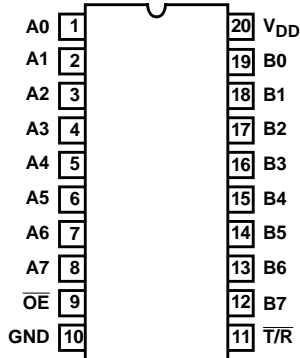 A0 1 20 VDD
A1 2 19 B0
A2 3 18 B1
A3 4 17 B2
A4 5 16 B3
A5 6 15 B4
A6 7 14 B5
A7 8 13 B6
O̅E̅ 9 12 B7
GND 10 11 T̅/̅R̅